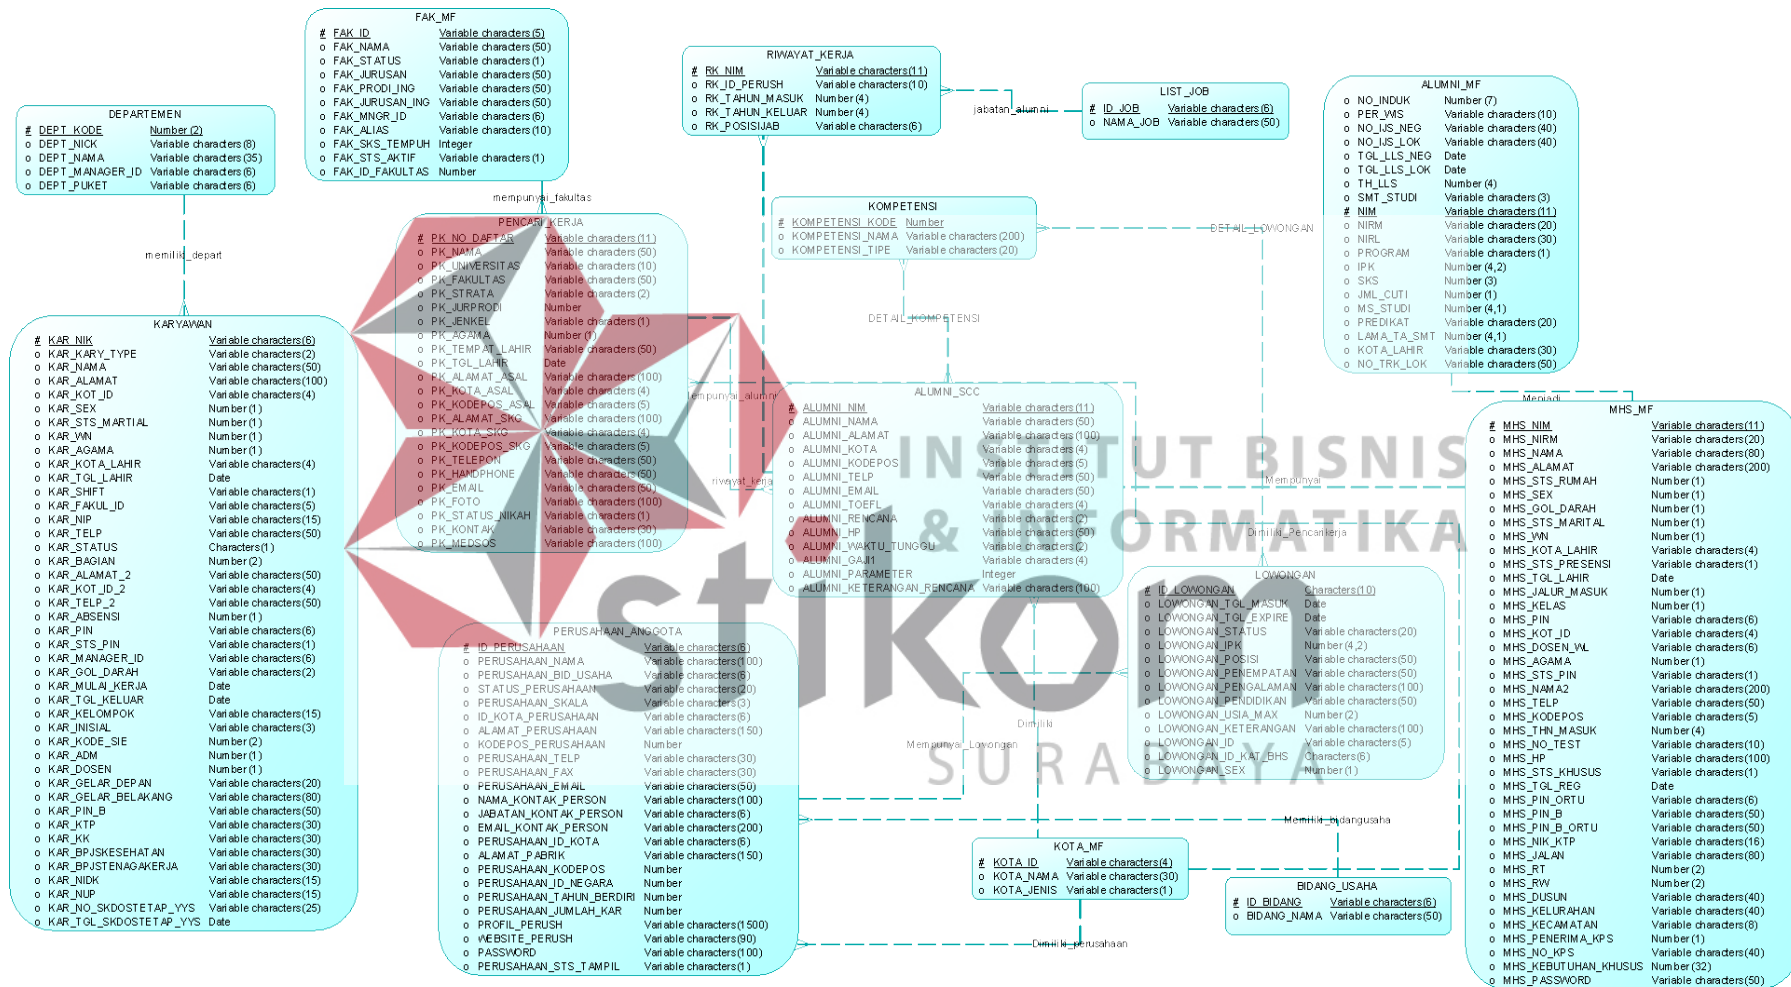 FAK_MF
# FAK_ID Variable characters (5)
o FAK_NAMA Variable characters (50)
o FAK_STATUS Variable characters (1)
o FAK_JURUSAN Variable characters (50)
o FAK_PRODI_ING Variable characters (50)
o FAK_JURUSAN_ING Variable characters (50)
o FAK_MNGR_ID Variable characters (6)
o FAK_ALIAS Variable characters (10)
o FAK_SKS_TEMPUH Integer
o FAK_STS_AKTIF Variable characters (1)
o FAK_ID_FAKULTAS Number
RIWAYAT_KERJA
# RK_NIM Variable characters (11)
o RK_ID_PERUSH Variable characters (10)
o RK_TAHUN_MASUK Number (4)
o RK_TAHUN_KELUAR Number (4)
o RK_POSISIJAB Variable characters (6)
jabatan_alumni
LIST_JOB
# ID_JOB Variable characters (6)
o NAMA_JOB Variable characters (50)
ALUMNI_MF
o NO_INDUK Number (7)
o PER_WIS Variable characters (10)
o NO_IJS_NEG Variable characters (40)
o NO_IJS_LOK Variable characters (40)
o TGL_LLS_NEG Date
o TGL_LLS_LOK Date
o TH_LLS Number (4)
o SMT_STUDI Variable characters (3)
# NIM Variable characters (11)
o NIRM Variable characters (20)
o NIRL Variable characters (30)
o PROGRAM Variable characters (1)
o IPK Number (4,2)
o SKS Number (3)
o JML_CUTI Number (1)
o MS_STUDI Number (4,1)
o PREDIKAT Variable characters (20)
o LAMA_TA_SMT Number (4,1)
o KOTA_LAHIR Variable characters (30)
o NO_TRK_LOK Variable characters (50)
DEPARTEMEN
# DEPT_KODE Number (2)
o DEPT_NICK Variable characters (8)
o DEPT_NAMA Variable characters (35)
o DEPT_MANAGER_ID Variable characters (6)
o DEPT_PUKET Variable characters (6)
memiliki_depart
mempunyai_fakultas
KOMPETENSI
# KOMPETENSI_KODE Number
o KOMPETENSI_NAMA Variable characters (200)
o KOMPETENSI_TIPE Variable characters (20)
DETAIL_LOWONGAN
DETAIL_KOMPETENSI
PENCARI_KERJA
# PK_NO_DAFTAR Variable characters (11)
o PK_NAMA Variable characters (50)
o PK_UNIVERSITAS Variable characters (10)
o PK_FAKULTAS Variable characters (50)
o PK_STRATA Variable characters (2)
o PK_JURPRODI Number
o PK_JENKEL Variable characters (1)
o PK_AGAMA Number (1)
o PK_TEMPAT_LAHIR Variable characters (50)
o PK_TGL_LAHIR Date
o PK_ALAMAT_ASAL Variable characters (100)
o PK_KOTA_ASAL Variable characters (4)
o PK_KODEPOS_ASAL Variable characters (5)
o PK_ALAMAT_SKG Variable characters (100)
o PK_KOTA_SKG Variable characters (4)
o PK_KODEPOS_SKG Variable characters (5)
o PK_TELEPON Variable characters (50)
o PK_HANDPHONE Variable characters (50)
o PK_EMAIL Variable characters (50)
o PK_FOTO Variable characters (100)
o PK_STATUS_NIKAH Variable characters (1)
o PK_KONTAK Variable characters (30)
o PK_MEDSOS Variable characters (100)
KARYAWAN
# KAR_NIK Variable characters (6)
o KAR_KARY_TYPE Variable characters (2)
o KAR_NAMA Variable characters (50)
o KAR_ALAMAT Variable characters (100)
o KAR_KOT_ID Variable characters (4)
o KAR_SEX Number (1)
o KAR_STS_MARTIAL Number (1)
o KAR_WN Number (1)
o KAR_AGAMA Number (1)
o KAR_KOTA_LAHIR Variable characters (4)
o KAR_TGL_LAHIR Date
o KAR_SHIFT Variable characters (1)
o KAR_FAKUL_ID Variable characters (5)
o KAR_NIP Variable characters (15)
o KAR_TELP Variable characters (50)
o KAR_STATUS Characters (1)
o KAR_BAGIAN Number (2)
o KAR_ALAMAT_2 Variable characters (50)
o KAR_KOT_ID_2 Variable characters (4)
o KAR_TELP_2 Variable characters (50)
o KAR_ABSENSI Number (1)
o KAR_PIN Variable characters (6)
o KAR_STS_PIN Variable characters (1)
o KAR_MANAGER_ID Variable characters (6)
o KAR_GOL_DARAH Variable characters (2)
o KAR_MULAI_KERJA Date
o KAR_TGL_KELUAR Date
o KAR_KELOMPOK Variable characters (15)
o KAR_INISIAL Variable characters (3)
o KAR_KODE_SIE Number (2)
o KAR_ADM Number (1)
o KAR_DOSEN Number (1)
o KAR_GELAR_DEPAN Variable characters (20)
o KAR_GELAR_BELAKANG Variable characters (80)
o KAR_PIN_B Variable characters (50)
o KAR_KTP Variable characters (30)
o KAR_KK Variable characters (30)
o KAR_BPJSKESEHATAN Variable characters (30)
o KAR_BPJSTENAGAKERJA Variable characters (30)
o KAR_NIDK Variable characters (15)
o KAR_NUP Variable characters (15)
o KAR_NO_SKDOSTETAP_YYS Variable characters (25)
o KAR_TGL_SKDOSTETAP_YYS Date
mempunyai_alumni
riwayat_kerja
ALUMNI_SCC
# ALUMNI_NIM Variable characters (11)
o ALUMNI_NAMA Variable characters (50)
o ALUMNI_ALAMAT Variable characters (100)
o ALUMNI_KOTA Variable characters (4)
o ALUMNI_KODEPOS Variable characters (5)
o ALUMNI_TELP Variable characters (50)
o ALUMNI_EMAIL Variable characters (50)
o ALUMNI_TOEFL Variable characters (4)
o ALUMNI_RENCANA Variable characters (2)
o ALUMNI_HP Variable characters (50)
o ALUMNI_WAKTU_TUNGGU Variable characters (2)
o ALUMNI_GAJI1 Variable characters (4)
o ALUMNI_PARAMETER Integer
o ALUMNI_KETERANGAN_RENCANA Variable characters (100)
Menjadi
Mempunyai
Dimiliki_Pencarikerja
INSTITUT BISNIS
& INFORMATIKA
stikom
SURABAYA
MHS_MF
# MHS_NIM Variable characters (11)
o MHS_NIRM Variable characters (20)
o MHS_NAMA Variable characters (80)
o MHS_ALAMAT Variable characters (200)
o MHS_STS_RUMAH Number (1)
o MHS_SEX Number (1)
o MHS_GOL_DARAH Number (1)
o MHS_STS_MARITAL Number (1)
o MHS_WN Number (1)
o MHS_KOTA_LAHIR Variable characters (4)
o MHS_STS_PRESENSI Variable characters (1)
o MHS_TGL_LAHIR Date
o MHS_JALUR_MASUK Number (1)
o MHS_KELAS Number (1)
o MHS_PIN Variable characters (6)
o MHS_KOT_ID Variable characters (4)
o MHS_DOSEN_WL Variable characters (6)
o MHS_AGAMA Number (1)
o MHS_STS_PIN Variable characters (1)
o MHS_NAMA2 Variable characters (200)
o MHS_TELP Variable characters (50)
o MHS_KODEPOS Variable characters (5)
o MHS_THN_MASUK Number (4)
o MHS_NO_TEST Variable characters (10)
o MHS_HP Variable characters (100)
o MHS_STS_KHUSUS Variable characters (1)
o MHS_TGL_REG Date
o MHS_PIN_ORTU Variable characters (6)
o MHS_PIN_B Variable characters (50)
o MHS_PIN_B_ORTU Variable characters (50)
o MHS_NIK_KTP Variable characters (16)
o MHS_JALAN Variable characters (80)
o MHS_RT Number (2)
o MHS_RW Number (2)
o MHS_DUSUN Variable characters (40)
o MHS_KELURAHAN Variable characters (40)
o MHS_KECAMATAN Variable characters (8)
o MHS_PENERIMA_KPS Number (1)
o MHS_NO_KPS Variable characters (40)
o MHS_KEBUTUHAN_KHUSUS Number (32)
o MHS_PASSWORD Variable characters (50)
LOWONGAN
# ID_LOWONGAN Characters (10)
o LOWONGAN_TGL_MASUK Date
o LOWONGAN_TGL_EXPIRE Date
o LOWONGAN_STATUS Variable characters (20)
o LOWONGAN_IPK Number (4,2)
o LOWONGAN_POSISI Variable characters (50)
o LOWONGAN_PENEMPATAN Variable characters (50)
o LOWONGAN_PENGALAMAN Variable characters (100)
o LOWONGAN_PENDIDIKAN Variable characters (50)
o LOWONGAN_USIA_MAX Number (2)
o LOWONGAN_KETERANGAN Variable characters (100)
o LOWONGAN_ID Variable characters (5)
o LOWONGAN_ID_KAT_BHS Characters (6)
o LOWONGAN_SEX Number (1)
PERUSAHAAN_ANGGOTA
# ID_PERUSAHAAN Variable characters (6)
o PERUSAHAAN_NAMA Variable characters (100)
o PERUSAHAAN_BID_USAHA Variable characters (6)
o STATUS_PERUSAHAAN Variable characters (20)
o PERUSAHAAN_SKALA Variable characters (3)
o ID_KOTA_PERUSAHAAN Variable characters (6)
o ALAMAT_PERUSAHAAN Variable characters (150)
o KODEPOS_PERUSAHAAN Number
o PERUSAHAAN_TELP Variable characters (30)
o PERUSAHAAN_FAX Variable characters (30)
o PERUSAHAAN_EMAIL Variable characters (50)
o NAMA_KONTAK_PERSON Variable characters (100)
o JABATAN_KONTAK_PERSON Variable characters (6)
o EMAIL_KONTAK_PERSON Variable characters (200)
o PERUSAHAAN_ID_KOTA Variable characters (6)
o ALAMAT_PABRIK Variable characters (150)
o PERUSAHAAN_KODEPOS Number
o PERUSAHAAN_ID_NEGARA Number
o PERUSAHAAN_TAHUN_BERDIRI Number
o PERUSAHAAN_JUMLAH_KAR Number
o PROFIL_PERUSH Variable characters (1500)
o WEBSITE_PERUSH Variable characters (90)
o PASSWORD Variable characters (100)
o PERUSAHAAN_STS_TAMPIL Variable characters (1)
Dimiliki
Mempunyai_Lowongan
Memiliki_bidangusaha
KOTA_MF
# KOTA_ID Variable characters (4)
o KOTA_NAMA Variable characters (30)
o KOTA_JENIS Variable characters (1)
Dimiliki_perusahaan
BIDANG_USAHA
# ID_BIDANG Variable characters (6)
o BIDANG_NAMA Variable characters (50)